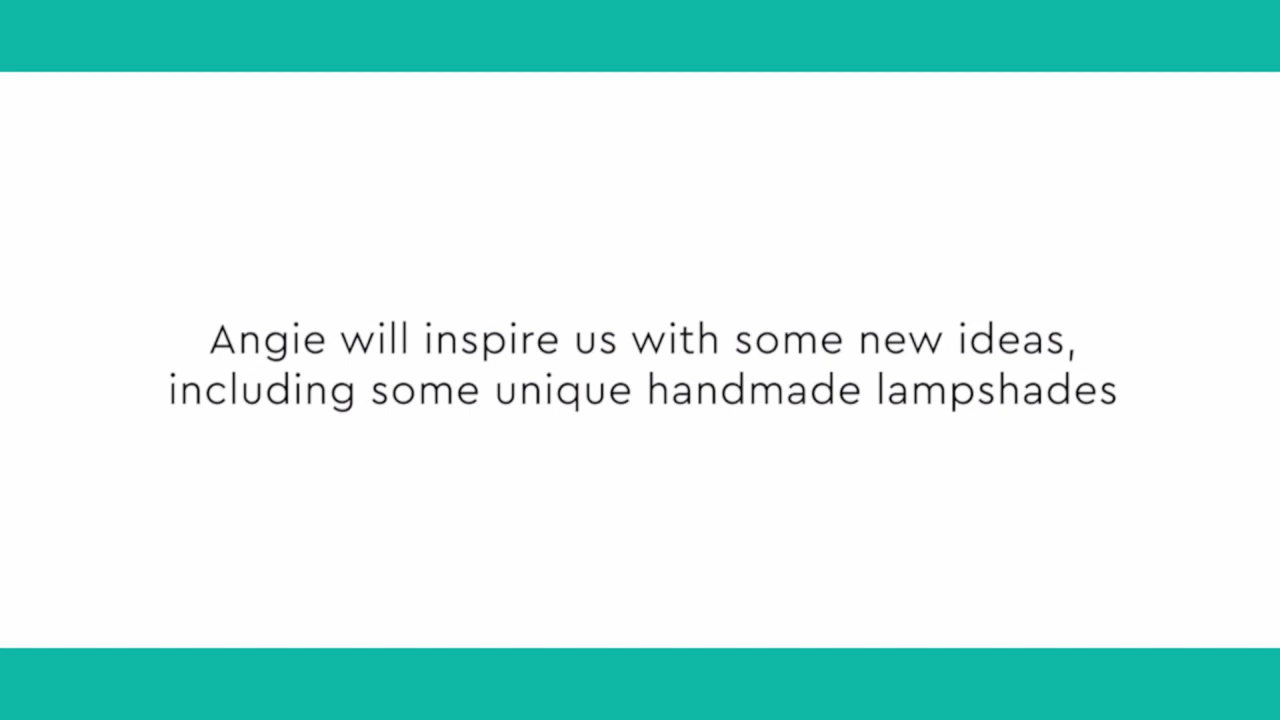 Angie will inspire us with some new ideas,
including some unique handmade lampshades